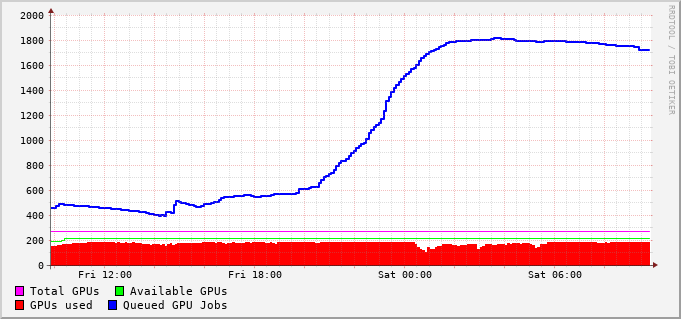 2000
1800
1600
1400
1200
1000
800
600
400
200
0
Fri 12:00 Fri 18:00 Sat 00:00 Sat 06:00
Total GPUs Available GPUs
GPUs used Queued GPU Jobs
RRDTOOL / TOBI OETIKER